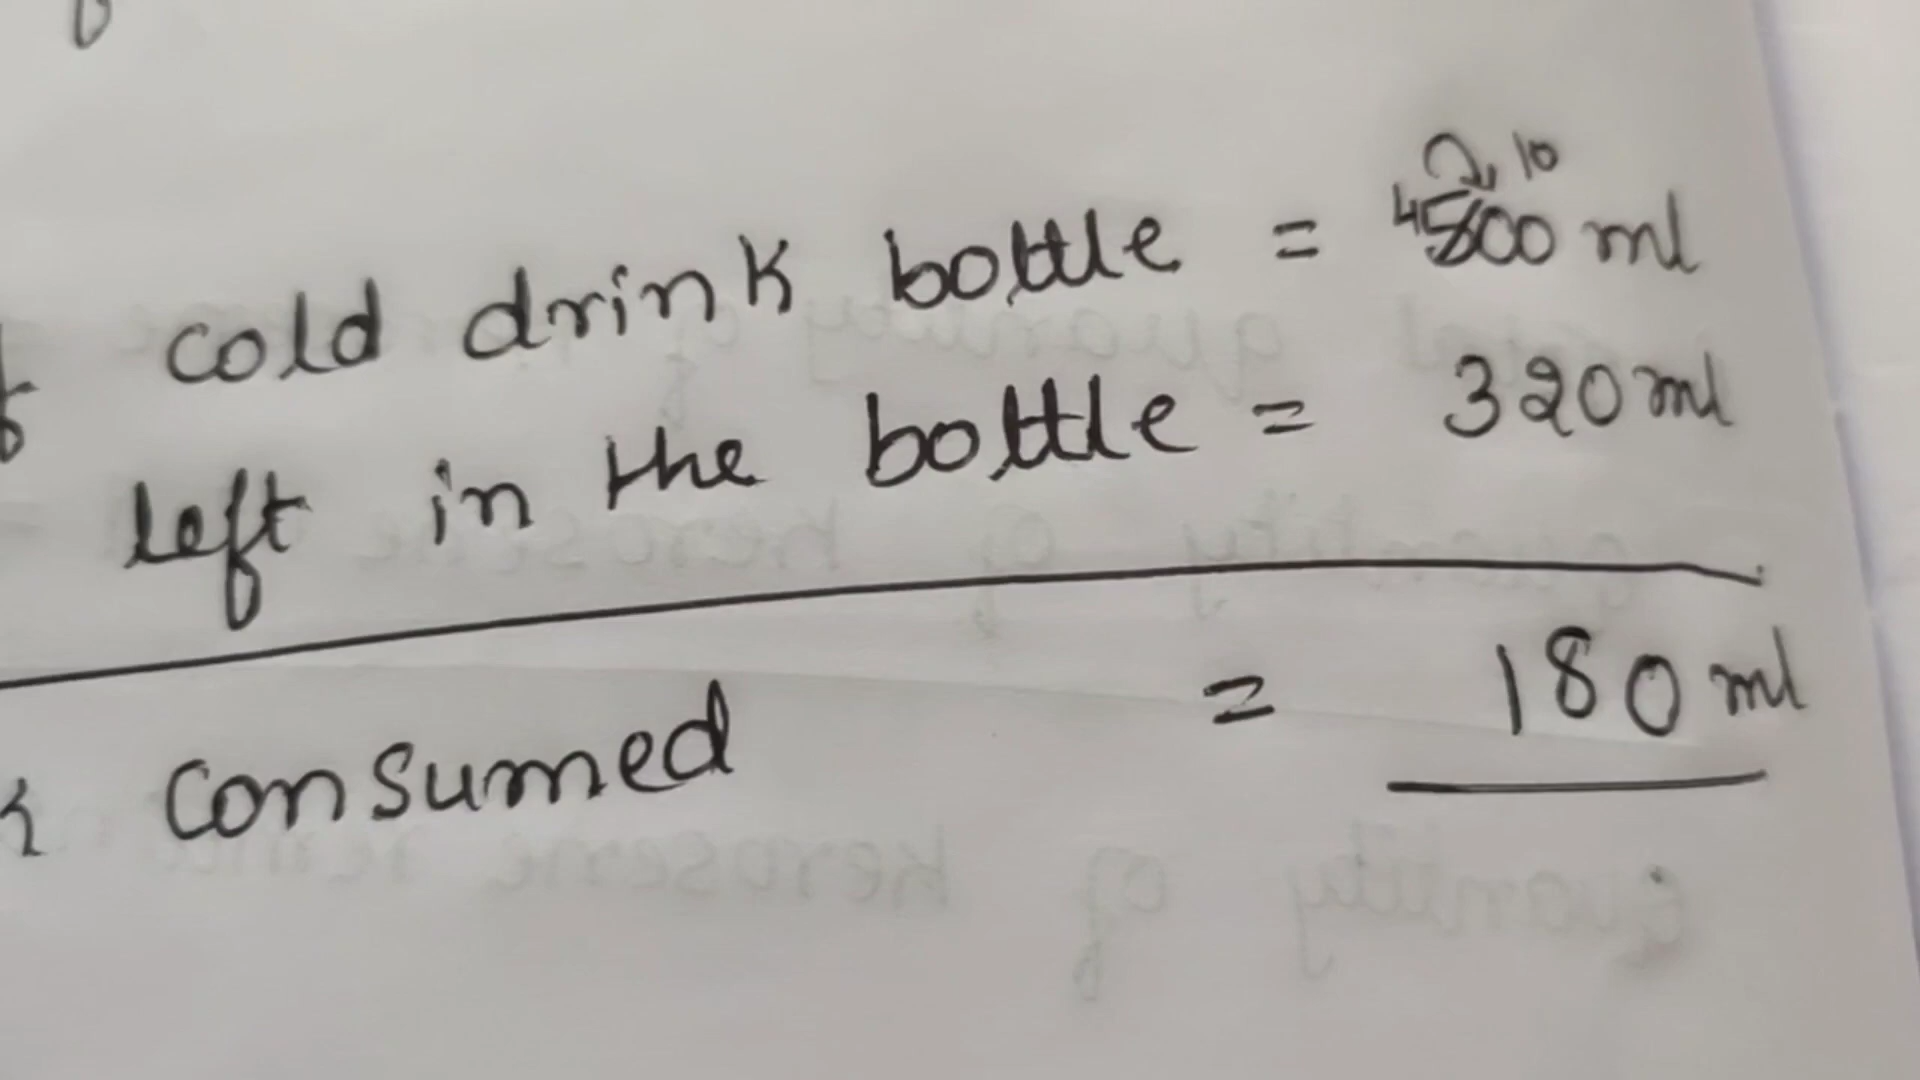 cold drink bottle = 500 ml
left in the bottle = 320 ml
consumed = 180 ml